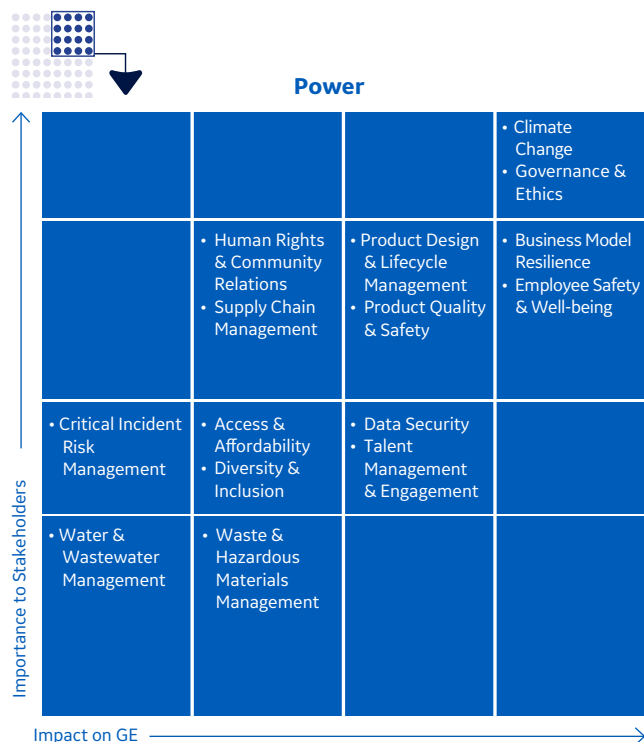 Power
• Climate
Change
• Governance &
Ethics
• Human Rights
& Community
Relations
• Supply Chain
Management
• Product Design
& Lifecycle
Management
• Product Quality
& Safety
• Business Model
Resilience
• Employee Safety
& Well-being
• Critical Incident
Risk
Management
• Access &
Affordability
• Diversity &
Inclusion
• Data Security
• Talent
Management
& Engagement
• Water &
Wastewater
Management
• Waste &
Hazardous
Materials
Management
Importance to Stakeholders
Impact on GE